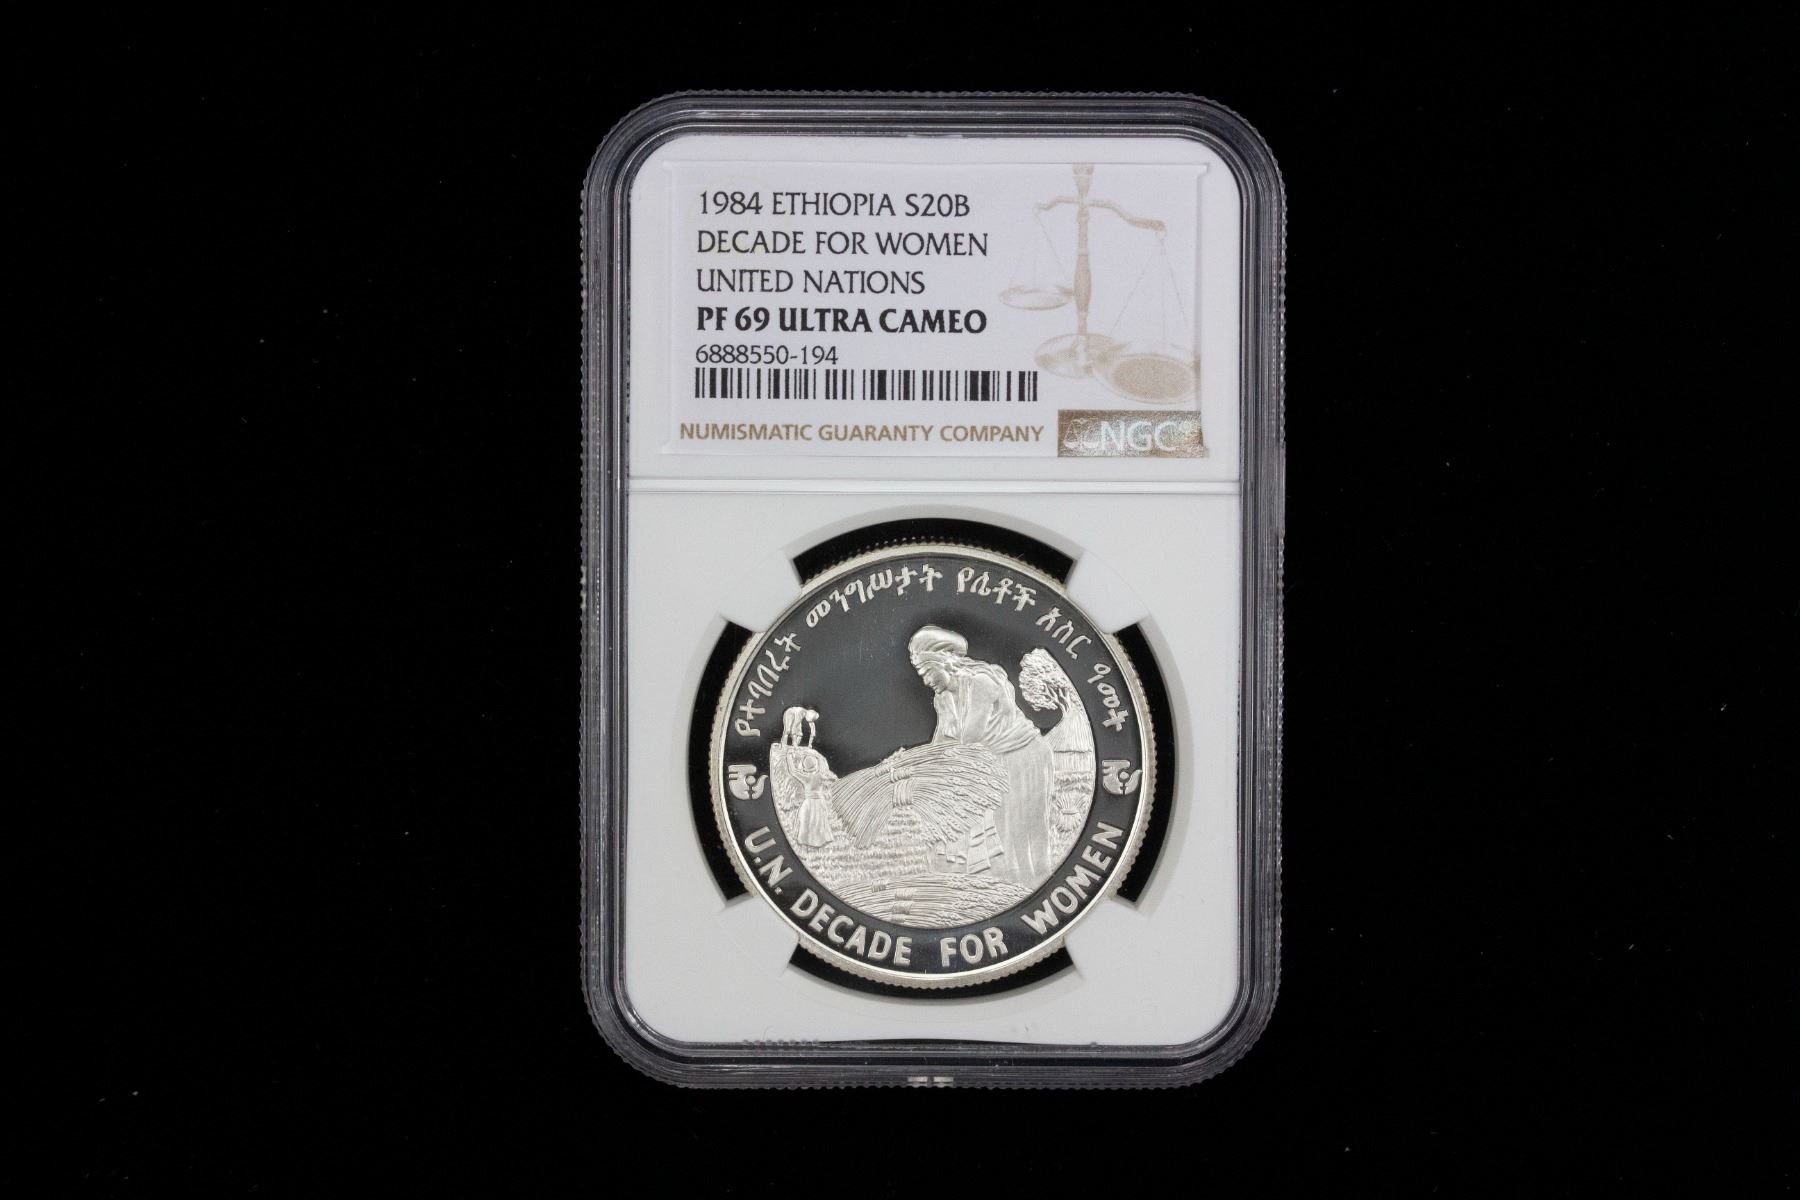 1984 ETHIOPIA S20B
DECADE FOR WOMEN
UNITED NATIONS
PF 69 ULTRA CAMEO
6888550-194
NUMISMATIC GUARANTY COMPANY
NGC
የተባበሩት መንግሥታት የሴቶች አስር ዓመት
U.N. DECADE FOR WOMEN